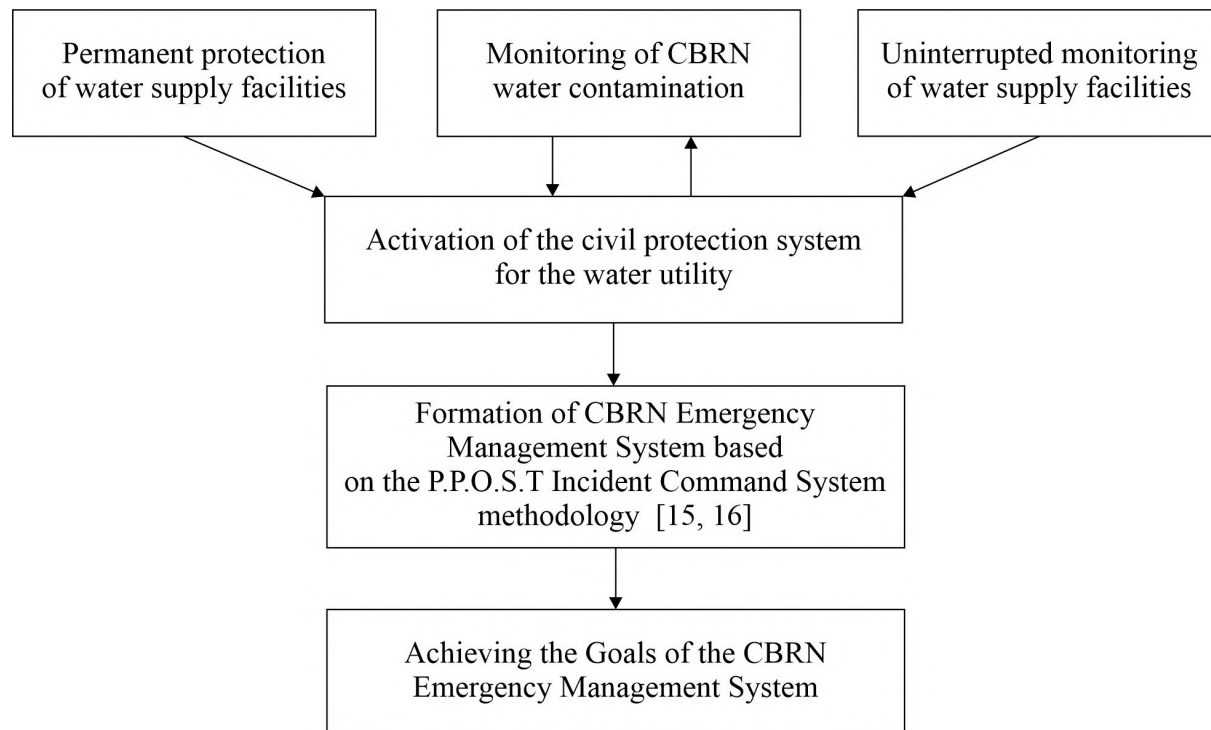 Permanent protection
of water supply facilities
Monitoring of CBRN
water contamination
Uninterrupted monitoring
of water supply facilities
Activation of the civil protection system
for the water utility
Formation of CBRN Emergency
Management System based
on the P.P.O.S.T Incident Command System
methodology [15, 16]
Achieving the Goals of the CBRN
Emergency Management System